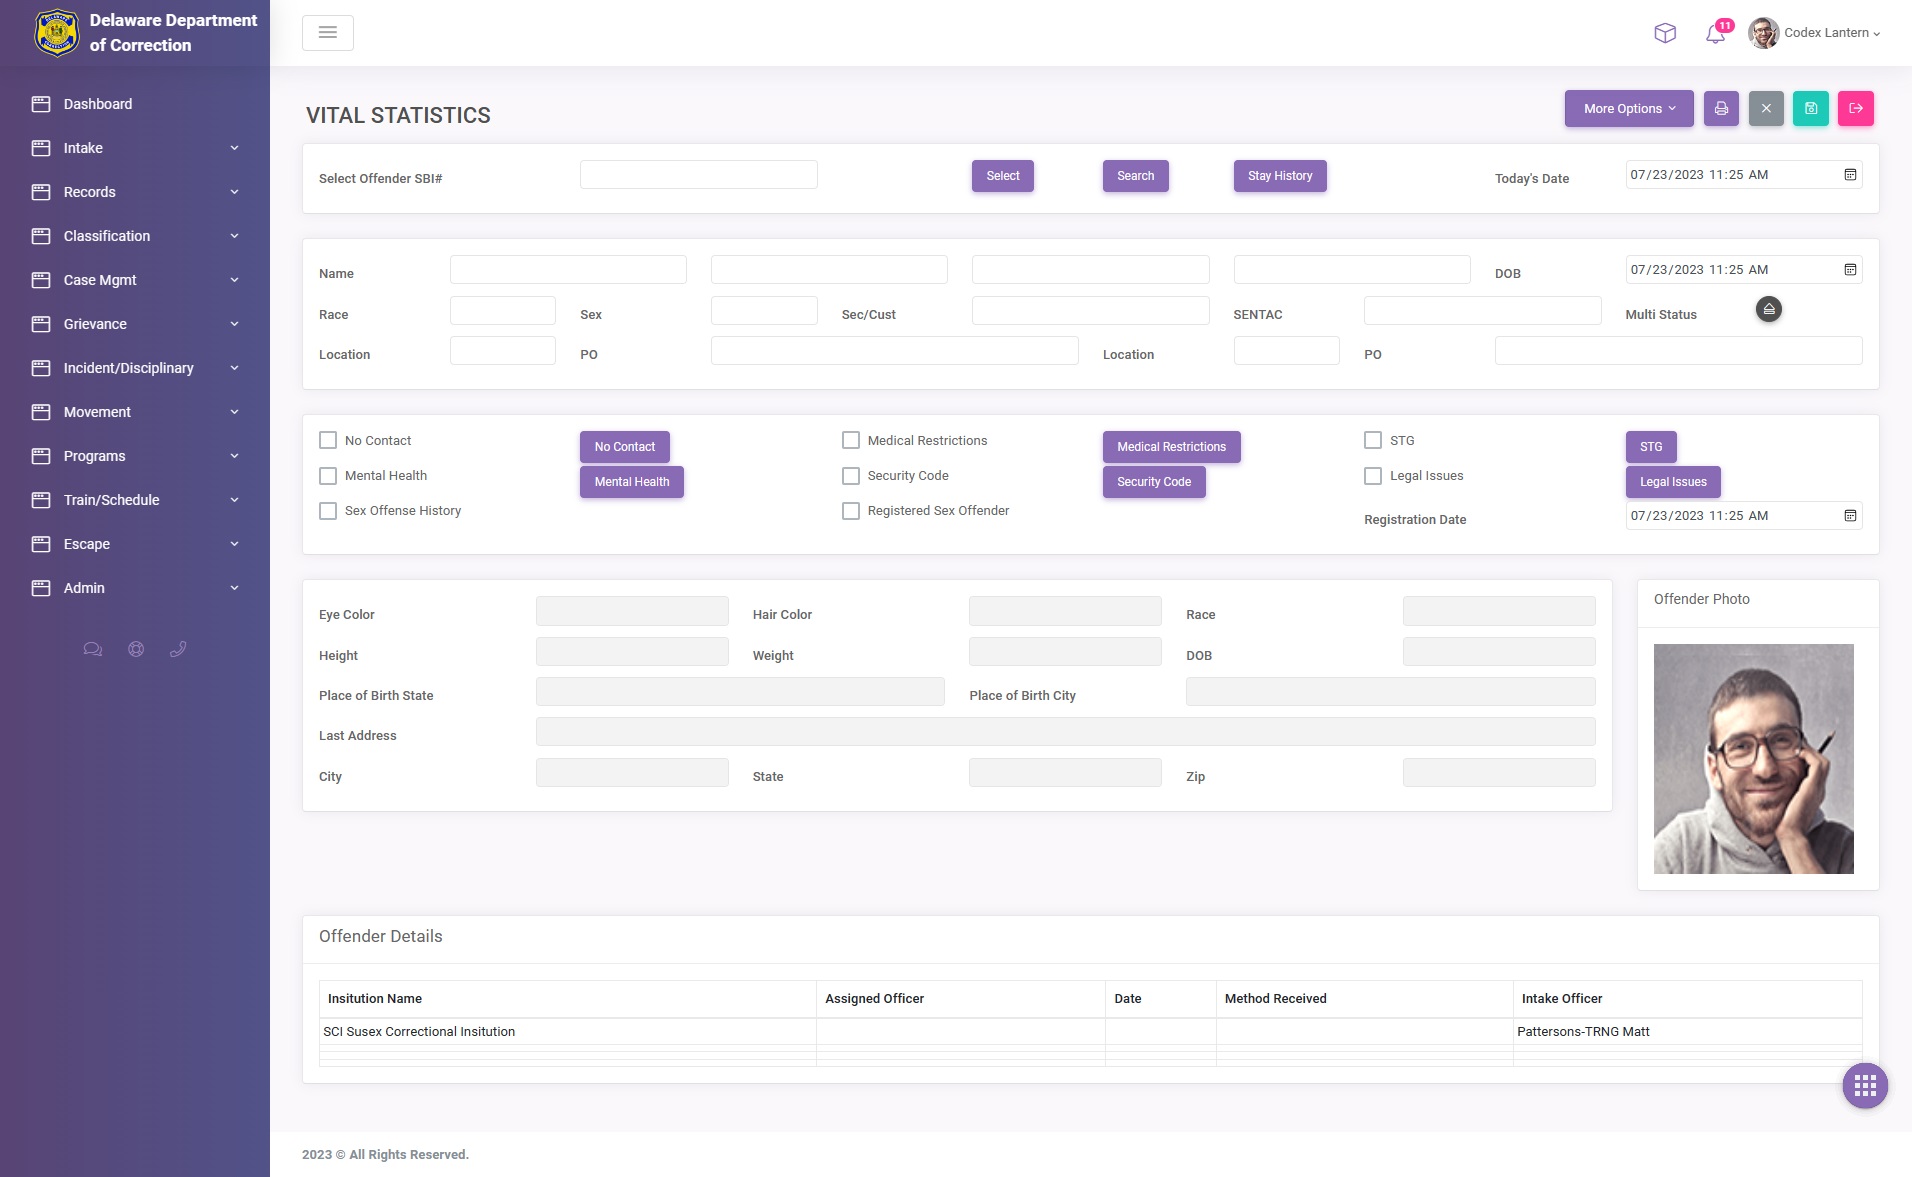 Delaware Department
of Correction
11
Codex Lantern
Dashboard
Intake
Records
Classification
Case Mgmt
Grievance
Incident/Disciplinary
Movement
Programs
Train/Schedule
Escape
Admin
VITAL STATISTICS
More Options
Select Offender SBI#
Select
Search
Stay History
Today's Date
07/23/2023 11:25 AM
Name
DOB
07/23/2023 11:25 AM
Race
Sex
Sec/Cust
SENTAC
Multi Status
Location
PO
Location
PO
No Contact
No Contact
Medical Restrictions
Medical Restrictions
STG
STG
Mental Health
Mental Health
Security Code
Security Code
Legal Issues
Legal Issues
Sex Offense History
Registered Sex Offender
Registration Date
07/23/2023 11:25 AM
Eye Color
Hair Color
Race
Height
Weight
DOB
Place of Birth State
Place of Birth City
Last Address
City
State
Zip
Offender Photo
Offender Details
Insitution Name
Assigned Officer
Date
Method Received
Intake Officer
SCI Susex Correctional Insitution
Pattersons-TRNG Matt
2023 © All Rights Reserved.